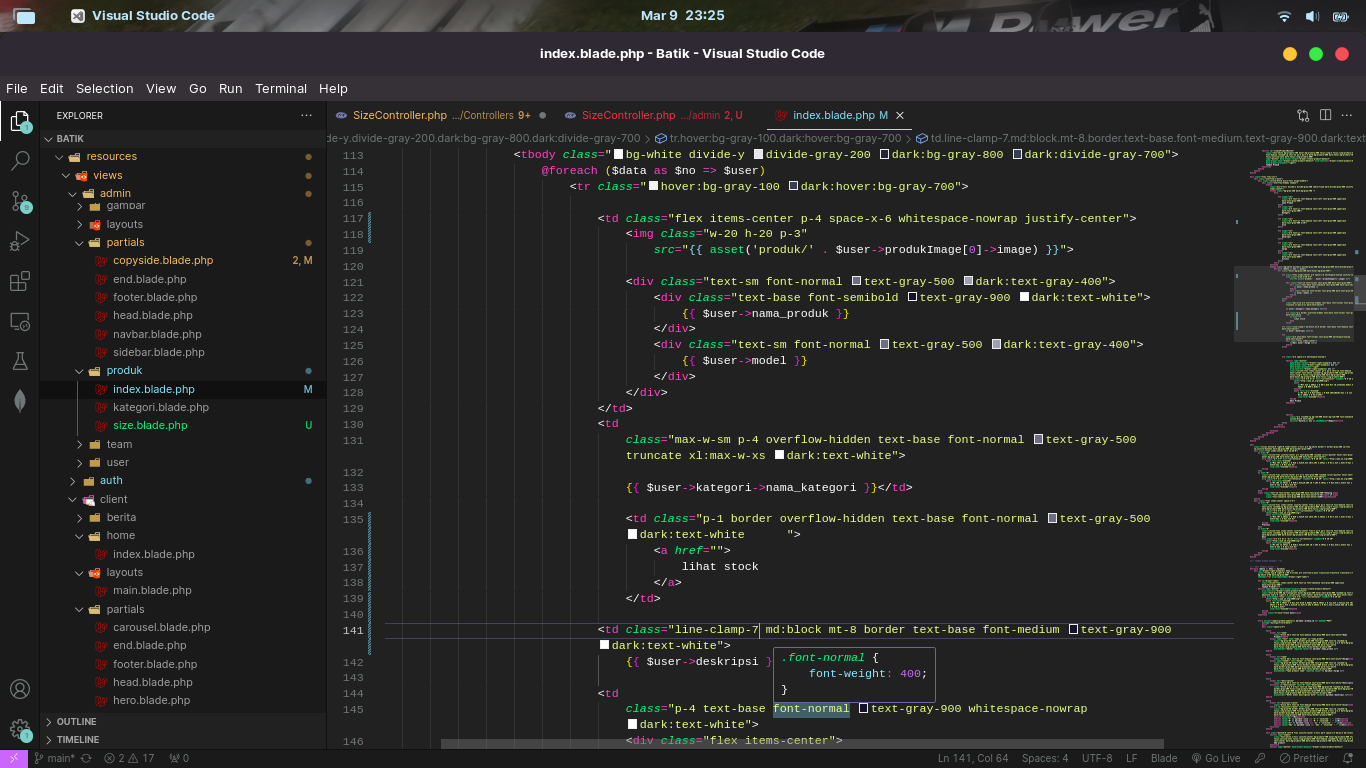 Visual Studio Code
Mar 9 23:25
Power
index.blade.php - Batik - Visual Studio Code
File Edit Selection View Go Run Terminal Help
EXPLORER
SizeController.php .../Controllers 9+
SizeController.php .../admin 2, U
index.blade.php M
BATIK
de-y.divide-gray-200.dark:bg-gray-800.dark:divide-gray-700 > tr.hover:bg-gray-100.dark:hover:bg-gray-700 > td.line-clamp-7.md:block.mt-8.border.text-base.font-medium.text-gray-900.dark:text
resources
views
admin
gambar
layouts
partials
copyside.blade.php 2, M
end.blade.php
footer.blade.php
head.blade.php
navbar.blade.php
sidebar.blade.php
produk
index.blade.php M
kategori.blade.php
size.blade.php U
team
user
auth
client
berita
home
index.blade.php
layouts
main.blade.php
partials
carousel.blade.php
end.blade.php
footer.blade.php
head.blade.php
hero.blade.php
OUTLINE
TIMELINE
1
9
1
113 <tbody class="bg-white divide-y divide-gray-200 dark:bg-gray-800 dark:divide-gray-700">
114 @foreach ($data as $no => $user)
115 <tr class="hover:bg-gray-100 dark:hover:bg-gray-700">
116
117 <td class="flex items-center p-4 space-x-6 whitespace-nowrap justify-center">
118 <img class="w-20 h-20 p-3"
119 src="{{ asset('produk/' . $user->produkImage[0]->image) }}">
120
121 <div class="text-sm font-normal text-gray-500 dark:text-gray-400">
122 <div class="text-base font-semibold text-gray-900 dark:text-white">
123 {{ $user->nama_produk }}
124 </div>
125 <div class="text-sm font-normal text-gray-500 dark:text-gray-400">
126 {{ $user->model }}
127 </div>
128 </div>
129 </td>
130 <td
131 class="max-w-sm p-4 overflow-hidden text-base font-normal text-gray-500
truncate xl:max-w-xs dark:text-white">
132
133 {{ $user->kategori->nama_kategori }}</td>
134
135 <td class="p-1 border overflow-hidden text-base font-normal text-gray-500
dark:text-white ">
136 <a href="">
137 lihat stock
138 </a>
139 </td>
140
141 <td class="line-clamp-7 md:block mt-8 border text-base font-medium text-gray-900
dark:text-white">
142 {{ $user->deskripsi }
143
144 <td
145 class="p-4 text-base font-normal text-gray-900 whitespace-nowrap
dark:text-white">
146 <div class="flex items-center">
.font-normal {
font-weight: 400;
}
main* 2 17 0 Ln 141, Col 64 Spaces: 4 UTF-8 LF Blade Go Live Prettier